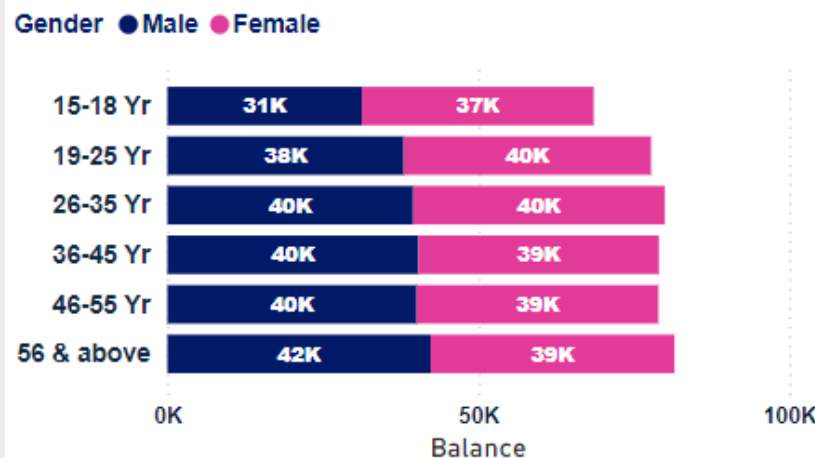 Gender Male Female
15-18 Yr 31K 37K
19-25 Yr 38K 40K
26-35 Yr 40K 40K
36-45 Yr 40K 39K
46-55 Yr 40K 39K
56 & above 42K 39K
0K 50K 100K
Balance